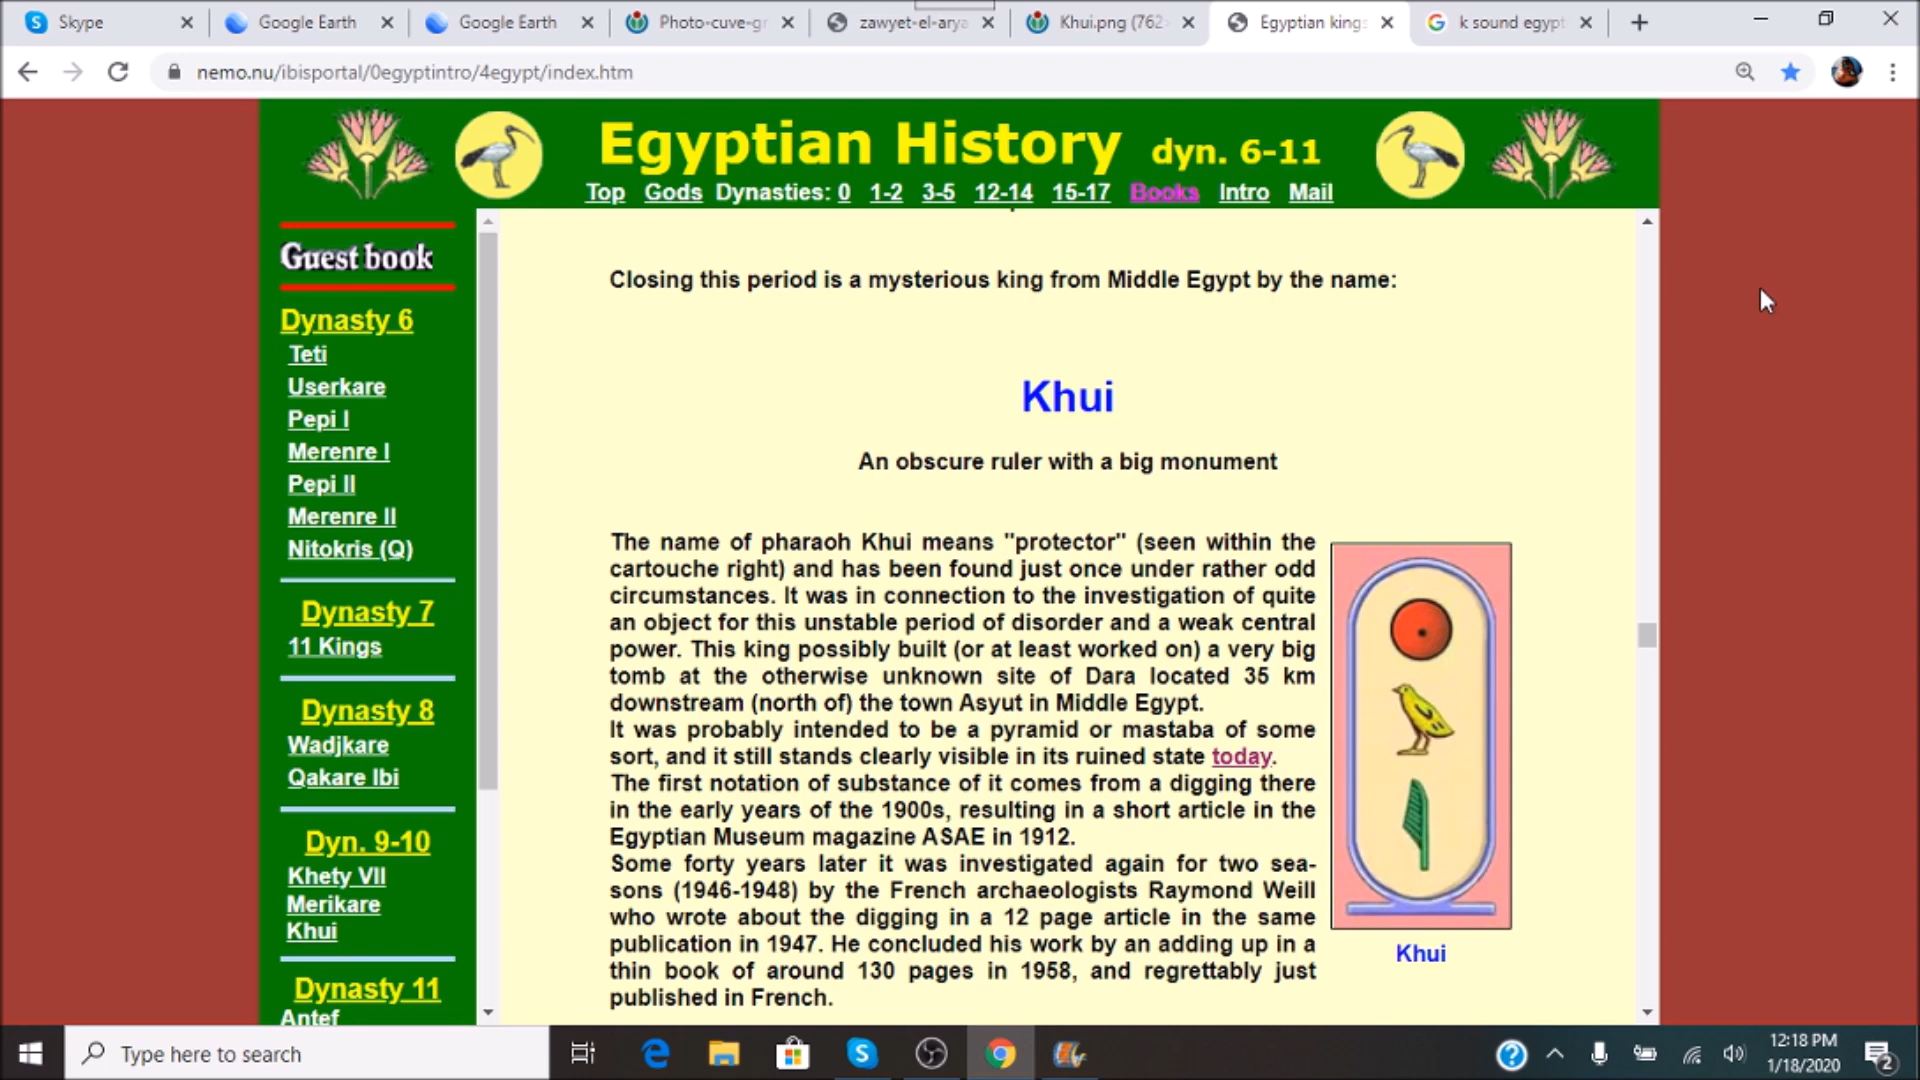 Skype
Google Earth
Google Earth
Photo-cuve-gr
zawyet-el-arya
Khui.png (762
Egyptian kings
k sound egypt
nemo.nu/ibisportal/0egyptintro/4egypt/index.htm
Egyptian History dyn. 6-11
Top Gods Dynasties: 0 1-2 3-5 12-14 15-17 Books Intro Mail
Guest book
Dynasty 6
Teti
Userkare
Pepi I
Merenre I
Pepi II
Merenre II
Nitokris (Q)
Dynasty 7
11 Kings
Dynasty 8
Wadjkare
Qakare Ibi
Dyn. 9-10
Khety VII
Merikare
Khui
Dynasty 11
Antef
Closing this period is a mysterious king from Middle Egypt by the name:
Khui
An obscure ruler with a big monument
The name of pharaoh Khui means "protector" (seen within the
cartouche right) and has been found just once under rather odd
circumstances. It was in connection to the investigation of quite
an object for this unstable period of disorder and a weak central
power. This king possibly built (or at least worked on) a very big
tomb at the otherwise unknown site of Dara located 35 km
downstream (north of) the town Asyut in Middle Egypt.
It was probably intended to be a pyramid or mastaba of some
sort, and it still stands clearly visible in its ruined state today.
The first notation of substance of it comes from a digging there
in the early years of the 1900s, resulting in a short article in the
Egyptian Museum magazine ASAE in 1912.
Some forty years later it was investigated again for two sea-
sons (1946-1948) by the French archaeologists Raymond Weill
who wrote about the digging in a 12 page article in the same
publication in 1947. He concluded his work by an adding up in a
thin book of around 130 pages in 1958, and regrettably just
published in French.
Khui
Type here to search
12:18 PM
1/18/2020
2